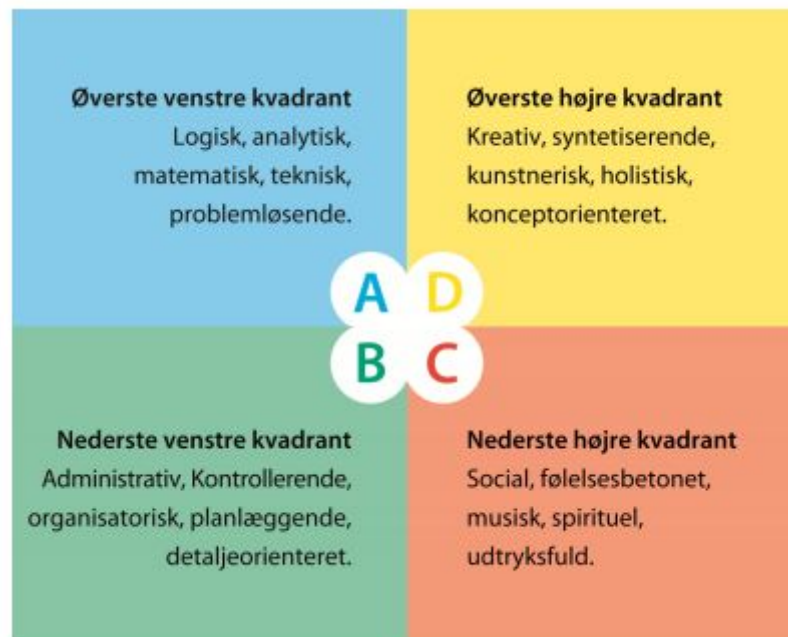 Øverste venstre kvadrant
Logisk, analytisk,
matematisk, teknisk,
problemløsende.
Øverste højre kvadrant
Kreativ, syntetiserende,
kunstnerisk, holistisk,
konceptorienteret.
A D
B C
Nederste venstre kvadrant
Administrativ, Kontrollerende,
organisatorisk, planlæggende,
detaljeorienteret.
Nederste højre kvadrant
Social, følelsesbetonet,
musisk, spirituel,
udtryksfuld.